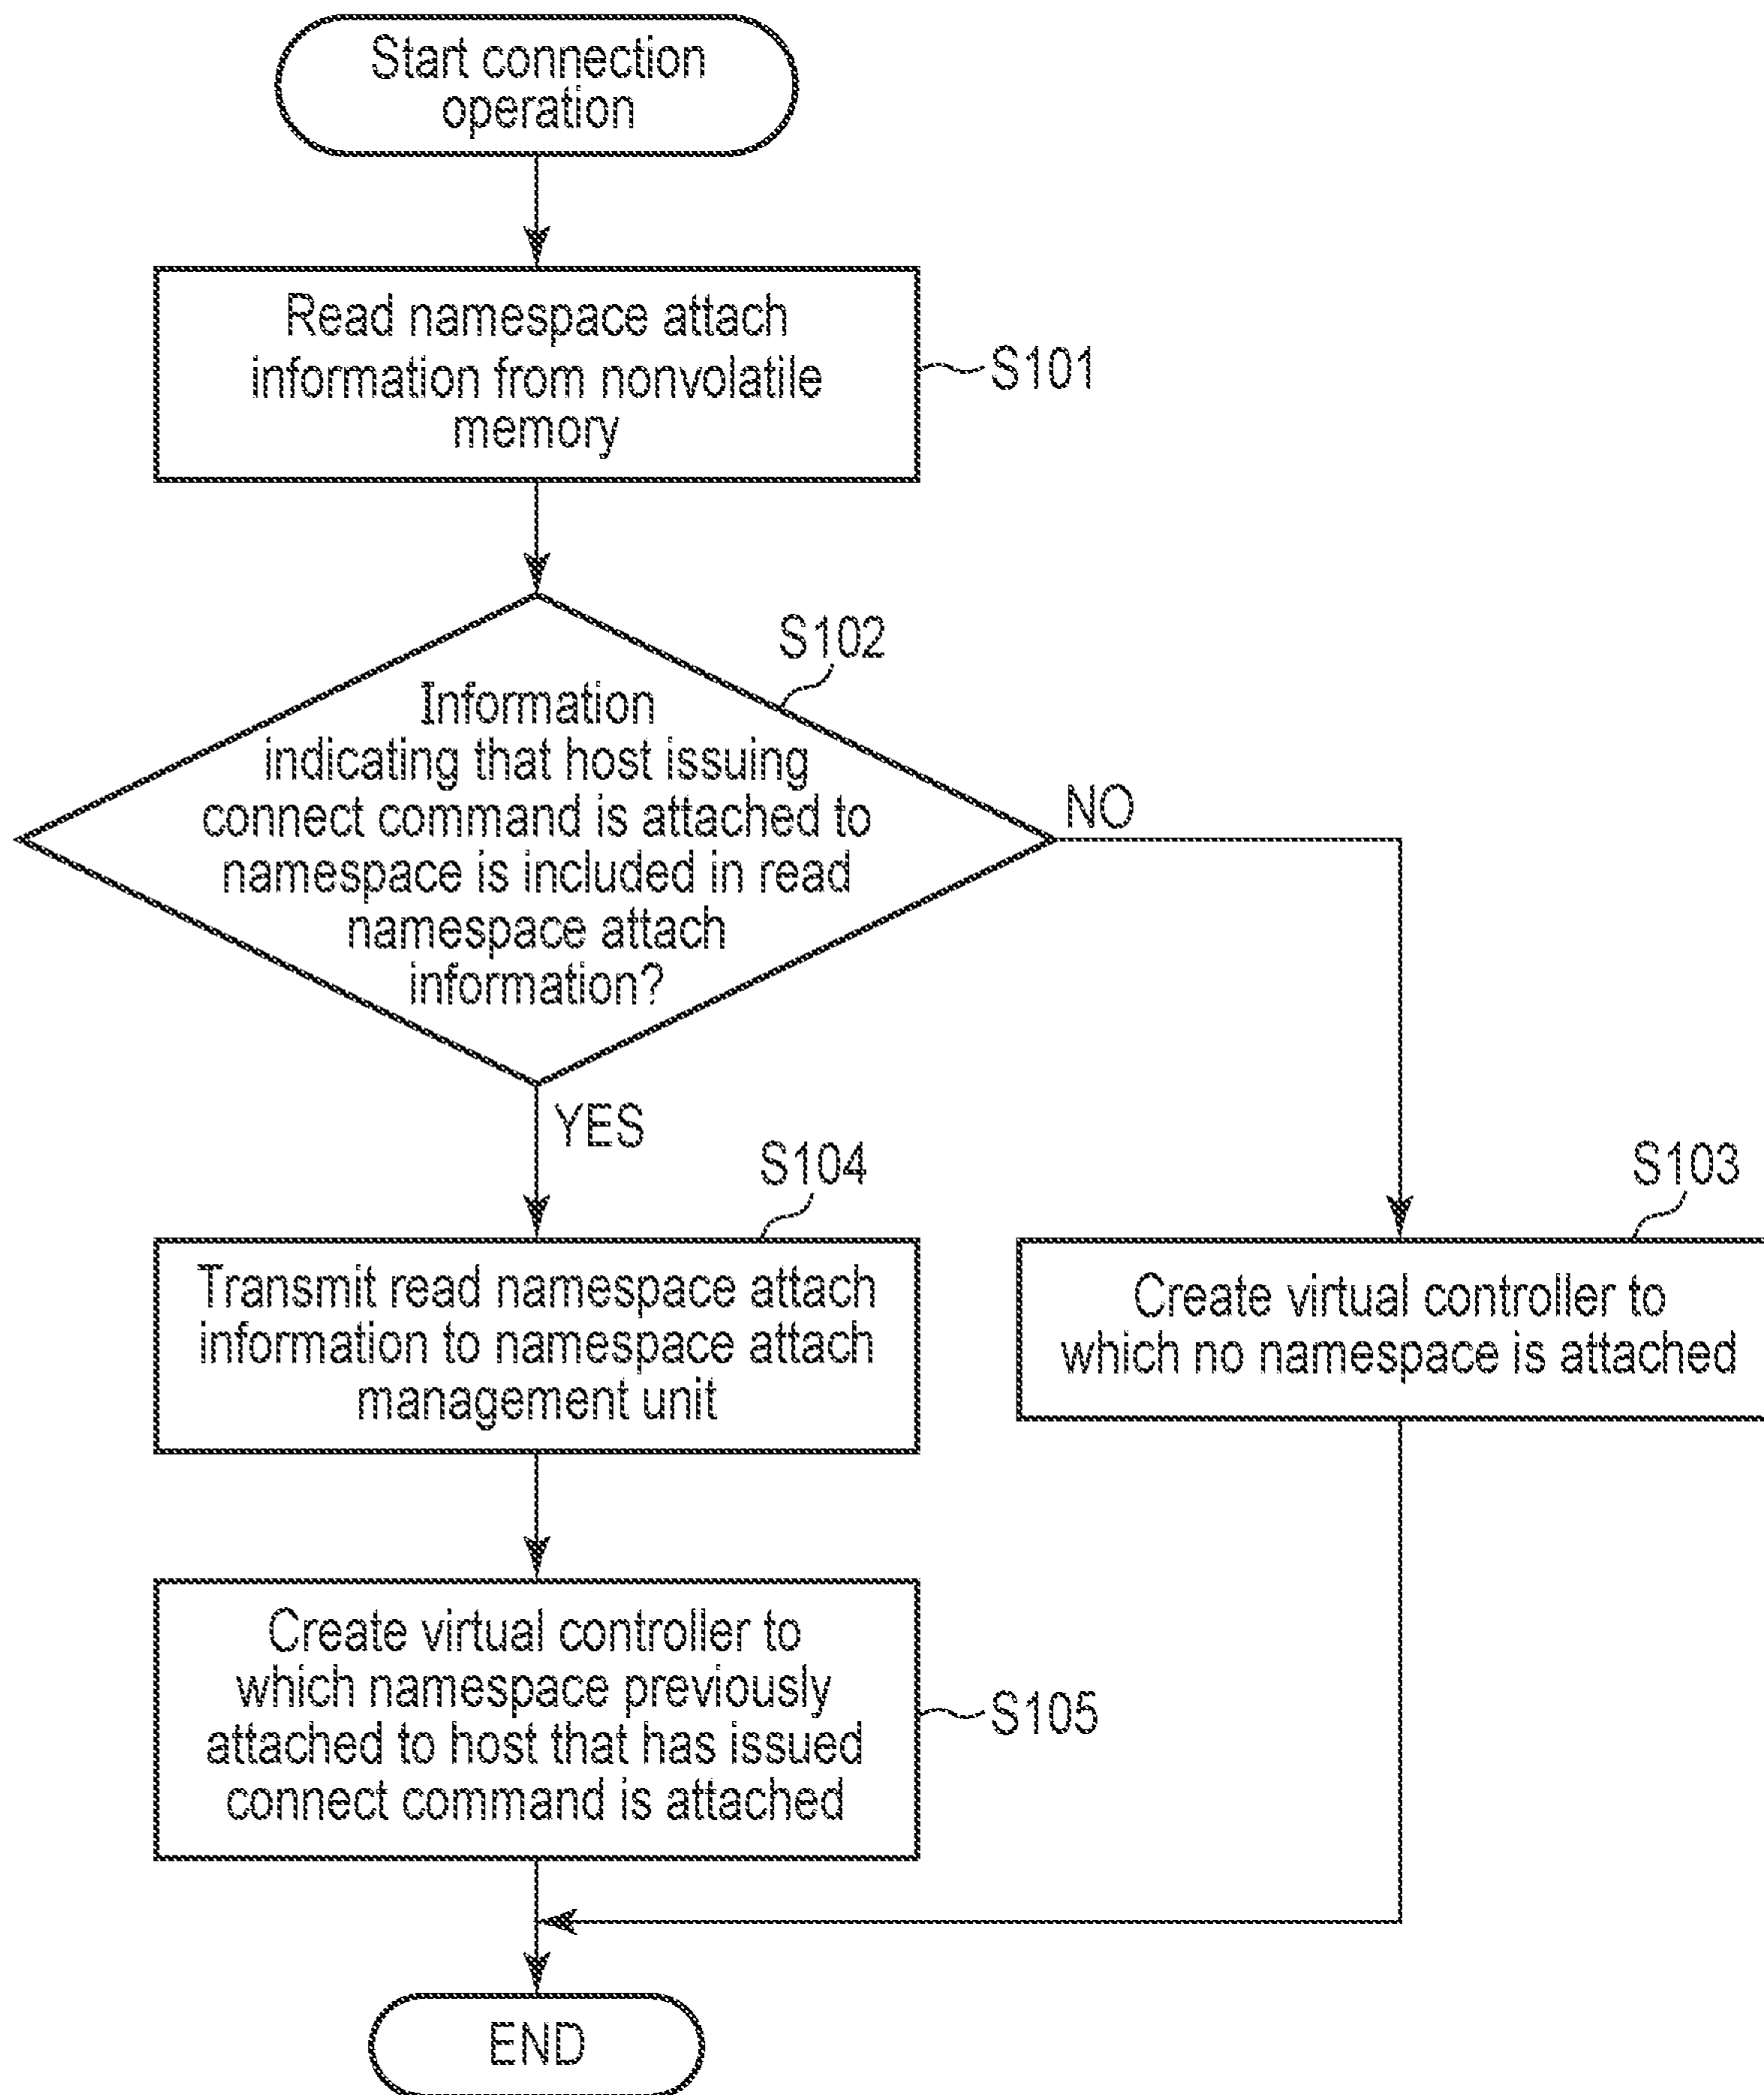 Start connection
operation
Read namespace attach
information from nonvolatile
memory
S101
S102
Information
indicating that host issuing
connect command is attached to
namespace is included in read
namespace attach
information?
NO
YES
S104
S103
Transmit read namespace attach
information to namespace attach
management unit
Create virtual controller to
which no namespace is attached
Create virtual controller to
which namespace previously
attached to host that has issued
connect command is attached
S105
END